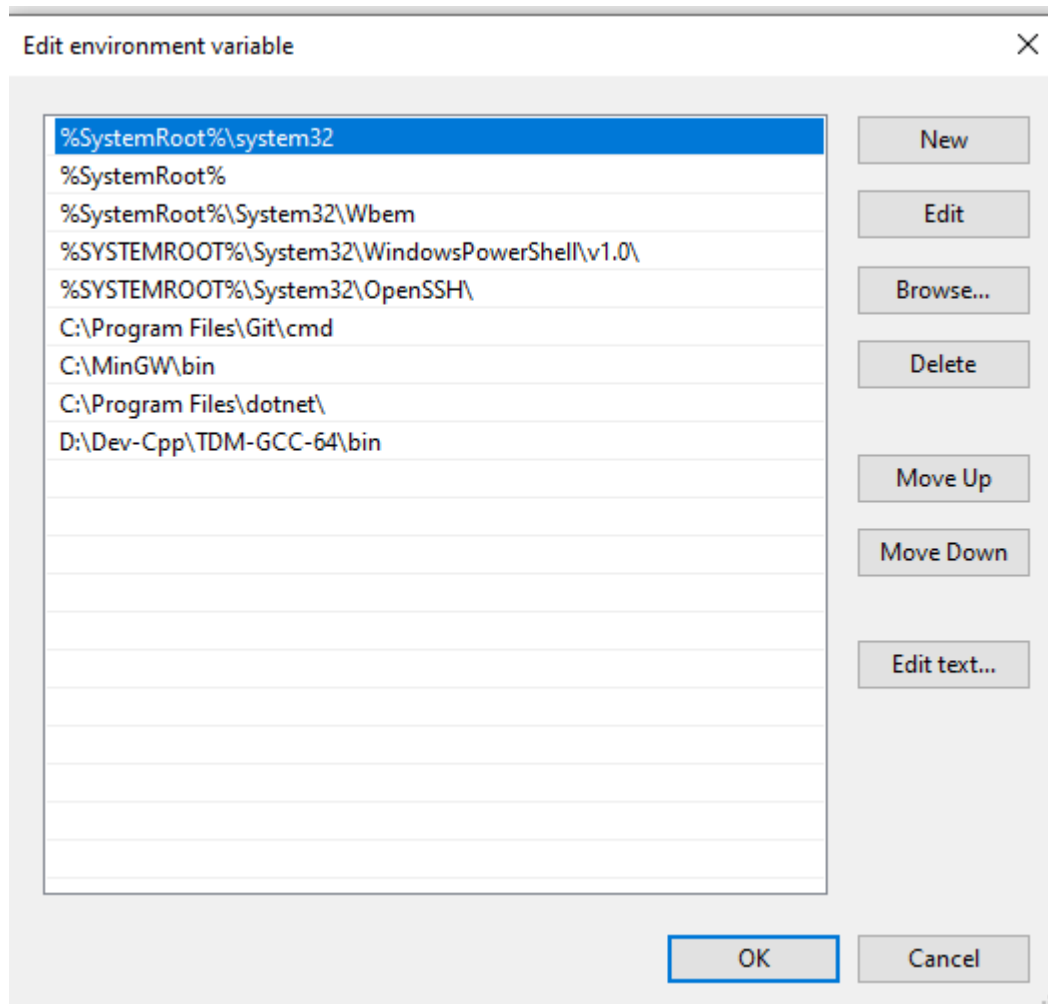 Edit environment variable
%SystemRoot%\system32
%SystemRoot%
%SystemRoot%\System32\Wbem
%SYSTEMROOT%\System32\WindowsPowerShell\v1.0\
%SYSTEMROOT%\System32\OpenSSH\
C:\Program Files\Git\cmd
C:\MinGW\bin
C:\Program Files\dotnet\
D:\Dev-Cpp\TDM-GCC-64\bin
New
Edit
Browse...
Delete
Move Up
Move Down
Edit text...
OK
Cancel